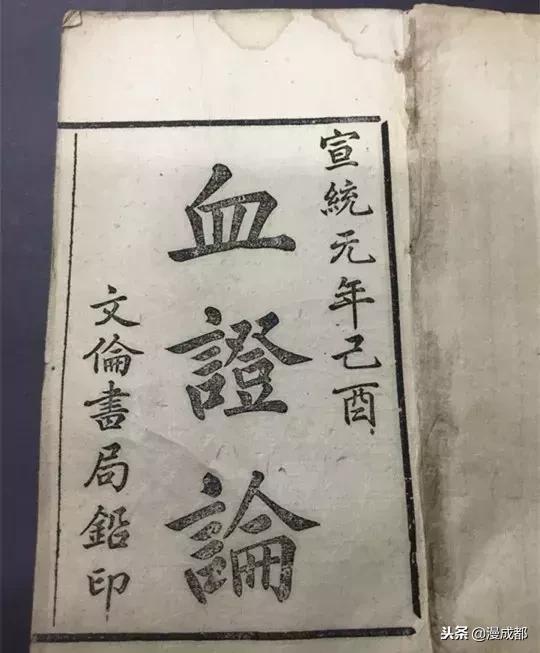 宣統元年己酉
血證論
文倫書局鉛印
头条 @漫成都